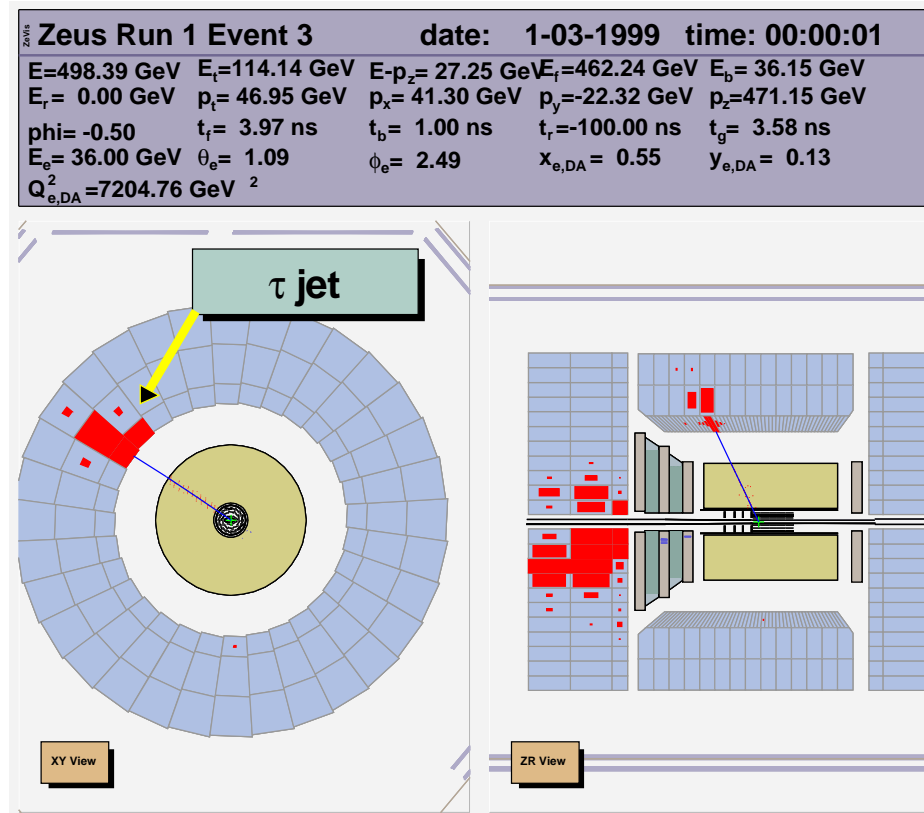 ZeVis
Zeus Run 1 Event 3 date: 1-03-1999 time: 00:00:01
E=498.39 GeV E_t=114.14 GeV E-p_z= 27.25 GeV E_f=462.24 GeV E_b= 36.15 GeV
E_r= 0.00 GeV p_t= 46.95 GeV p_x= 41.30 GeV p_y=-22.32 GeV p_z=471.15 GeV
phi= -0.50 t_f= 3.97 ns t_b= 1.00 ns t_r=-100.00 ns t_g= 3.58 ns
E_e= 36.00 GeV θ_e= 1.09 ϕ_e= 2.49 x_e,DA= 0.55 y_e,DA= 0.13
Q²_e,DA=7204.76 GeV ²
τ jet
XY View
ZR View